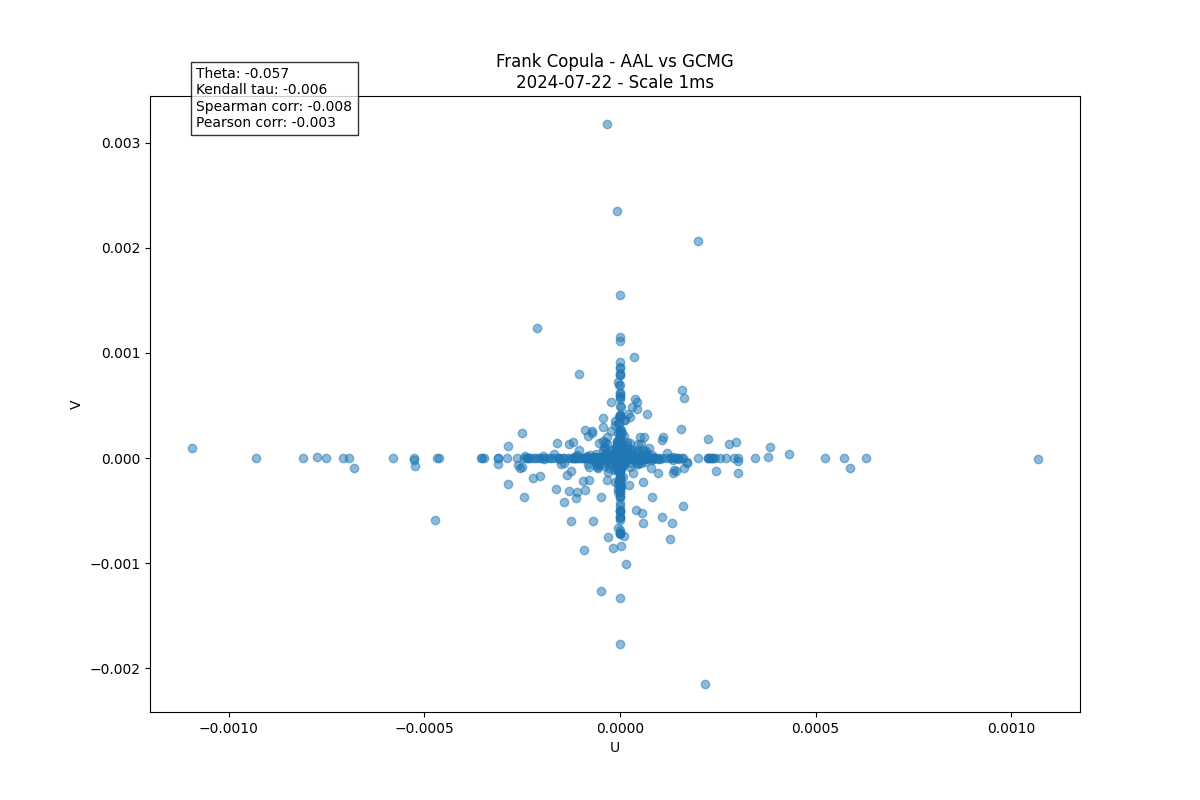 Frank Copula - AAL vs GCMG
2024-07-22 - Scale 1ms
Theta: -0.057
Kendall tau: -0.006
Spearman corr: -0.008
Pearson corr: -0.003
V
0.003
0.002
0.001
0.000
−0.001
−0.002
−0.0010
−0.0005
0.0000
0.0005
0.0010
U